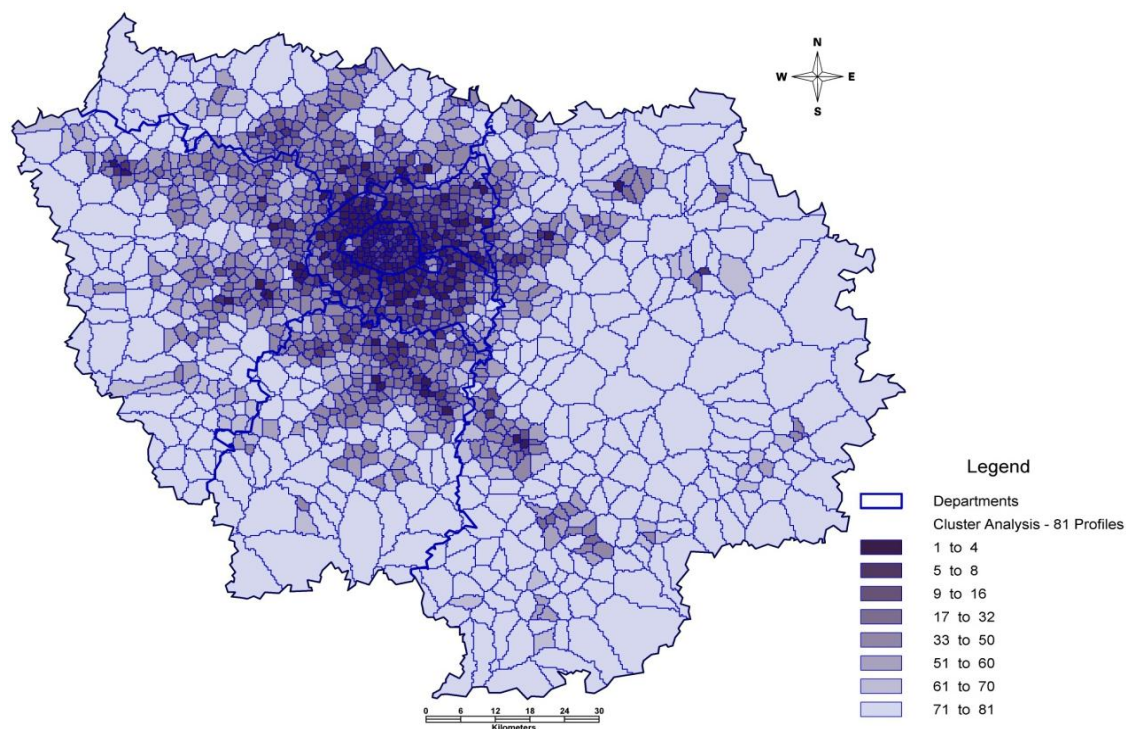 N
W E
S
Legend
Departments
Cluster Analysis - 81 Profiles
1 to 4
5 to 8
9 to 16
17 to 32
33 to 50
51 to 60
61 to 70
71 to 81
0 6 12 18 24 30
Kilometers